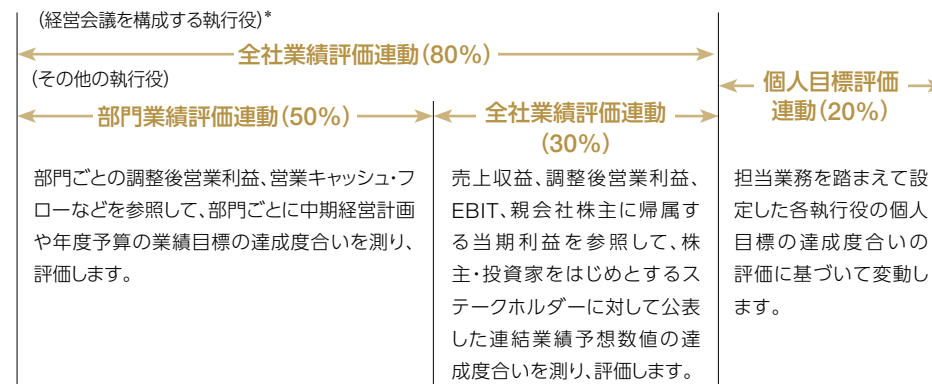 （経営会議を構成する執行役）*
全社業績評価連動（80%）
（その他の執行役）
部門業績評価連動（50%）
全社業績評価連動
（30%）
個人目標評価
連動（20%）
部門ごとの調整後営業利益、営業キャッシュ・フ
ローなどを参照して、部門ごとに中期経営計画
や年度予算の業績目標の達成度合いを測り、
評価します。
売上収益、調整後営業利益、
EBIT、親会社株主に帰属す
る当期利益を参照して、株
主・投資家をはじめとするス
テークホルダーに対して公表
した連結業績予想数値の達
成度合いを測り、評価します。
担当業務を踏まえて設
定した各執行役の個人
目標の達成度合いの
評価に基づいて変動し
ます。